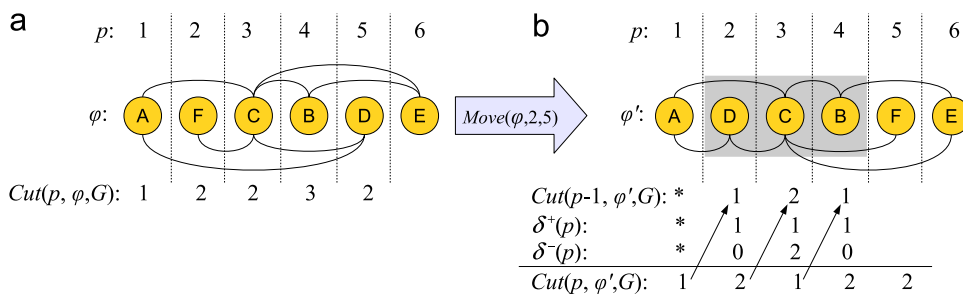 a
p: 1 2 3 4 5 6
φ: A F C B D E
Cut(p, φ,G): 1 2 2 3 2
Move(φ,2,5)
b
p: 1 2 3 4 5 6
φ′: A D C B F E
Cut(p-1, φ′,G): * 1 2 1
δ⁺(p): * 1 1 1
δ⁻(p): * 0 2 0
Cut(p, φ′,G): 1 2 1 2 2